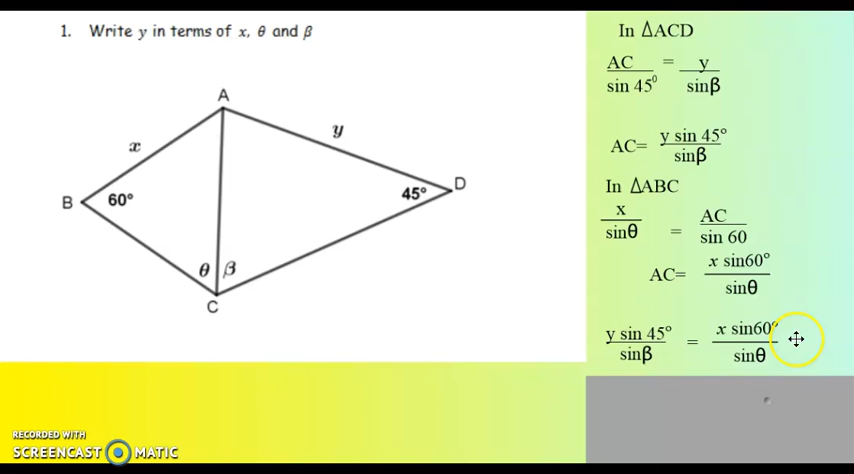 1. Write y in terms of x, θ and β
A
x
y
B
60°
45°
D
θ
β
C
In ΔACD
AC = y
sin 45⁰ sinβ
AC= y sin 45°
sinβ
In ΔABC
x = AC
sinθ sin 60
AC= x sin60°
sinθ
y sin 45° = x sin60°
sinβ sinθ
RECORDED WITH
SCREENCAST MATIC